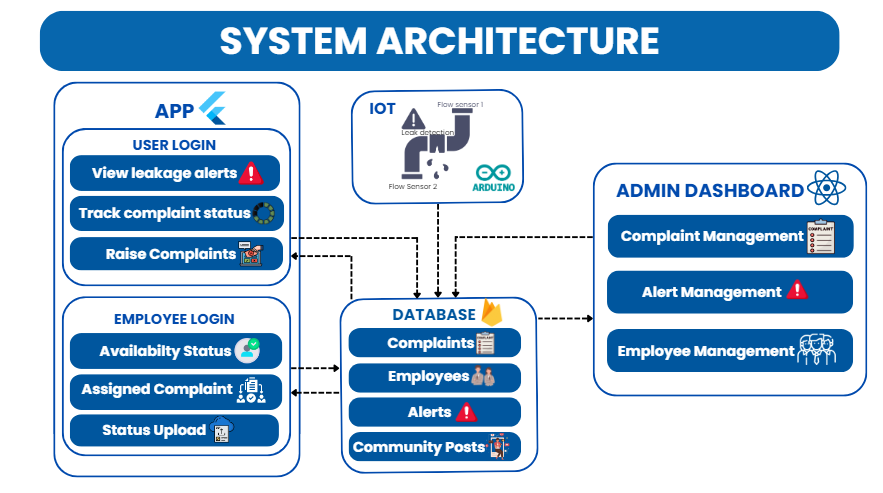 SYSTEM ARCHITECTURE
APP
USER LOGIN
View leakage alerts
Track complaint status
Raise Complaints
EMPLOYEE LOGIN
Availabilty Status
Assigned Complaint
Status Upload
IOT
Flow sensor 1
Leak detection
Flow Sensor 2
ARDUINO
DATABASE
Complaints
Employees
Alerts
Community Posts
ADMIN DASHBOARD
Complaint Management
COMPLAINT
Alert Management
Employee Management